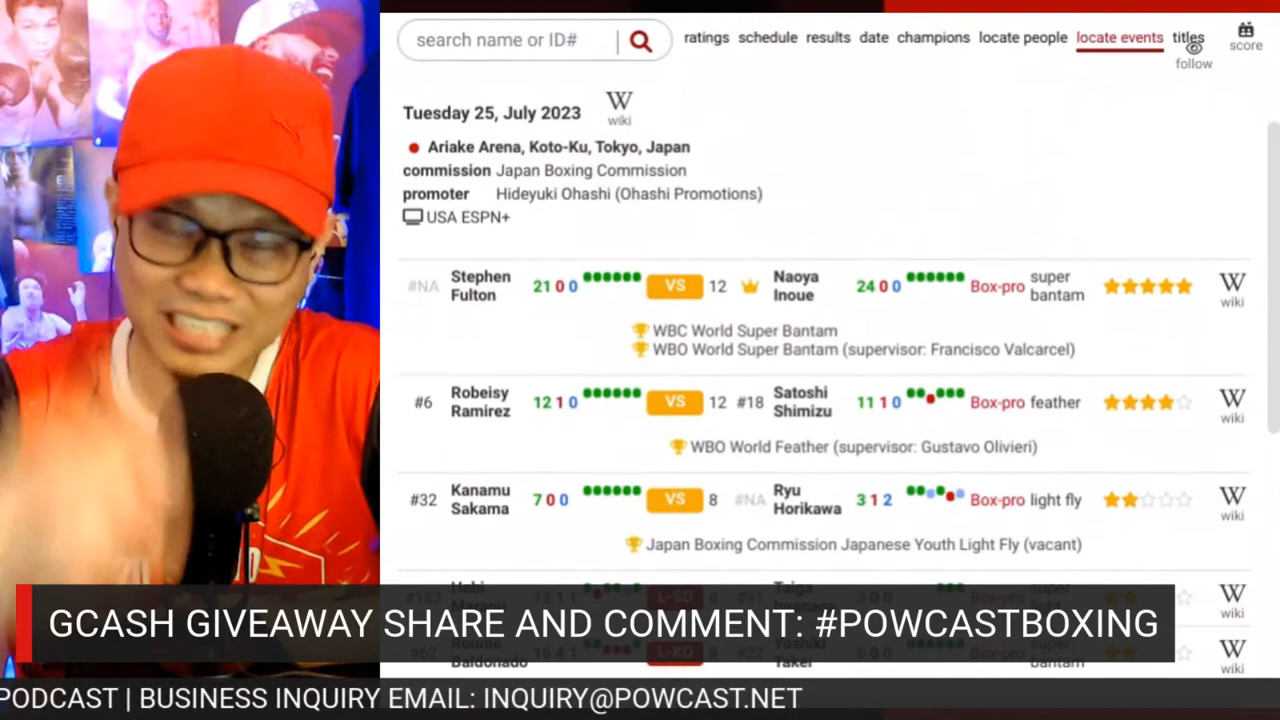 search name or ID#
ratings schedule results date champions locate people locate events titles
follow
score
Tuesday 25, July 2023
W
wiki
Ariake Arena, Koto-Ku, Tokyo, Japan
commission Japan Boxing Commission
promoter Hideyuki Ohashi (Ohashi Promotions)
USA ESPN+
#NA Stephen Fulton 21 0 0 VS 12 Naoya Inoue 24 0 0 Box-pro super bantam W wiki
WBC World Super Bantam
WBO World Super Bantam (supervisor: Francisco Valcarcel)
#6 Robeisy Ramirez 12 1 0 VS 12 #18 Satoshi Shimizu 11 1 0 Box-pro feather W wiki
WBO World Feather (supervisor: Gustavo Olivieri)
#32 Kanamu Sakama 7 0 0 VS 8 #NA Ryu Horikawa 3 1 2 Box-pro light fly W wiki
Japan Boxing Commission Japanese Youth Light Fly (vacant)
W wiki
GCASH GIVEAWAY SHARE AND COMMENT: #POWCASTBOXING
W wiki
PODCAST | BUSINESS INQUIRY EMAIL: INQUIRY@POWCAST.NET